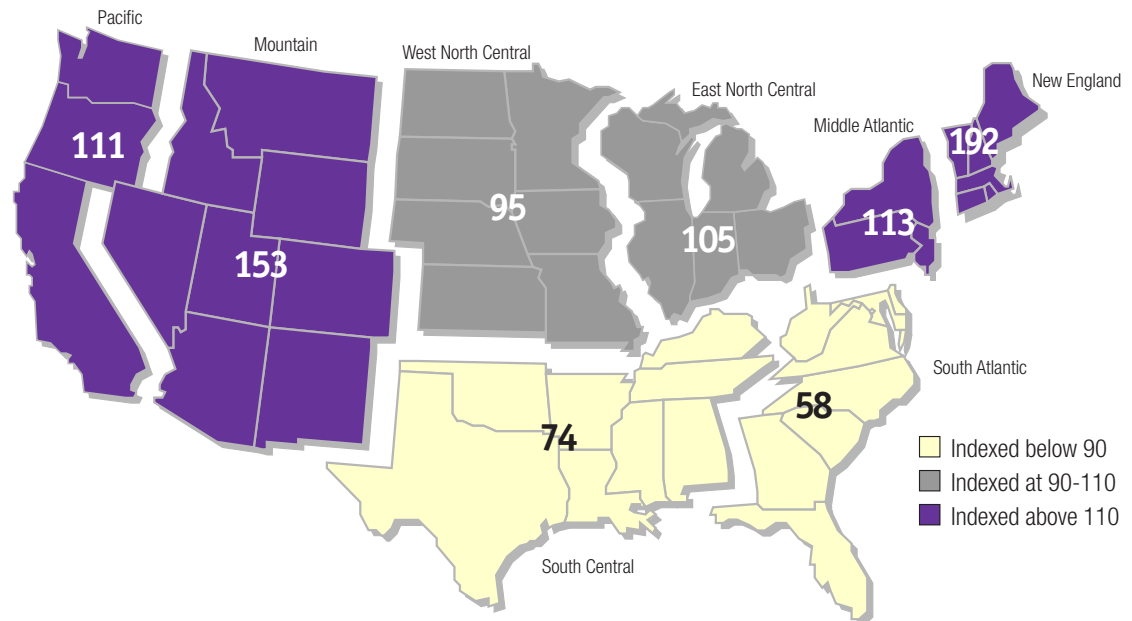 Pacific
Mountain
West North Central
East North Central
New England
Middle Atlantic
111
192
95
113
105
153
South Atlantic
58
74
Indexed below 90
Indexed at 90-110
Indexed above 110
South Central